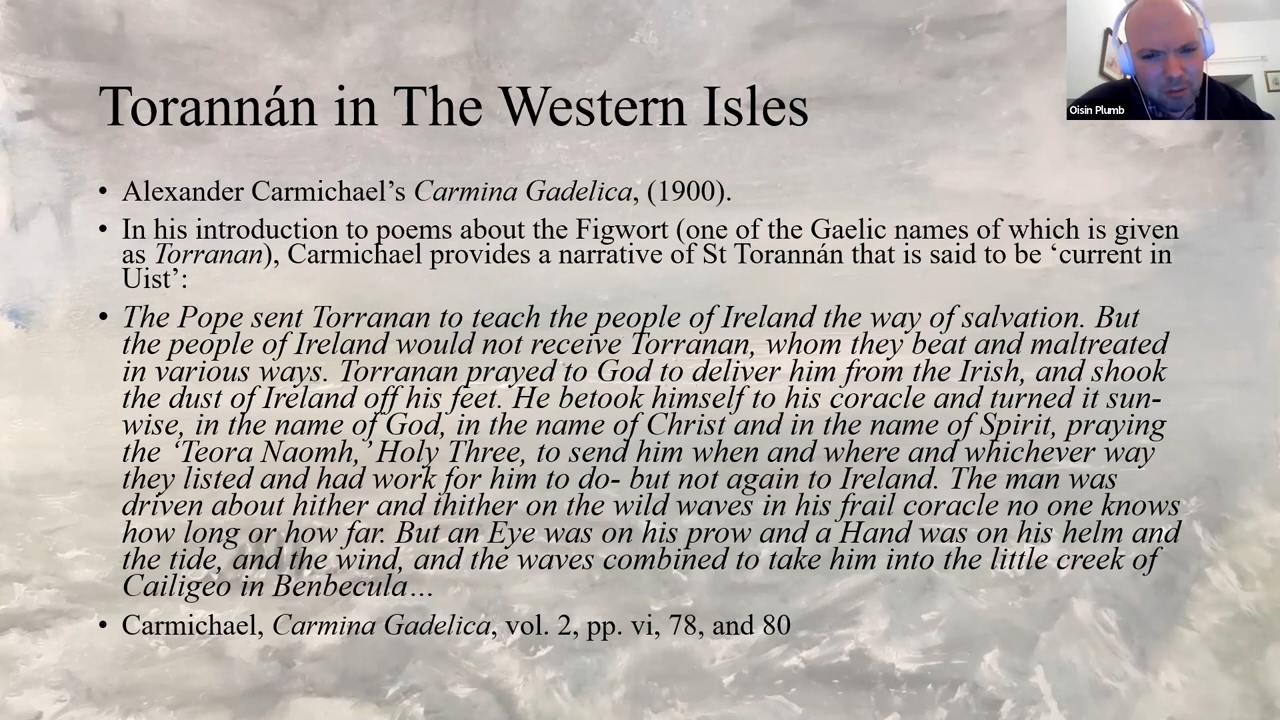 Torannán in The Western Isles
Oisin Plumb
• Alexander Carmichael’s Carmina Gadelica, (1900).
• In his introduction to poems about the Figwort (one of the Gaelic names of which is given
as Torranan), Carmichael provides a narrative of St Torannán that is said to be ‘current in
Uist’:
• The Pope sent Torranan to teach the people of Ireland the way of salvation. But
the people of Ireland would not receive Torranan, whom they beat and maltreated
in various ways. Torranan prayed to God to deliver him from the Irish, and shook
the dust of Ireland off his feet. He betook himself to his coracle and turned it sun-
wise, in the name of God, in the name of Christ and in the name of Spirit, praying
the ‘Teora Naomh,’ Holy Three, to send him when and where and whichever way
they listed and had work for him to do- but not again to Ireland. The man was
driven about hither and thither on the wild waves in his frail coracle no one knows
how long or how far. But an Eye was on his prow and a Hand was on his helm and
the tide, and the wind, and the waves combined to take him into the little creek of
Cailigeo in Benbecula…
• Carmichael, Carmina Gadelica, vol. 2, pp. vi, 78, and 80